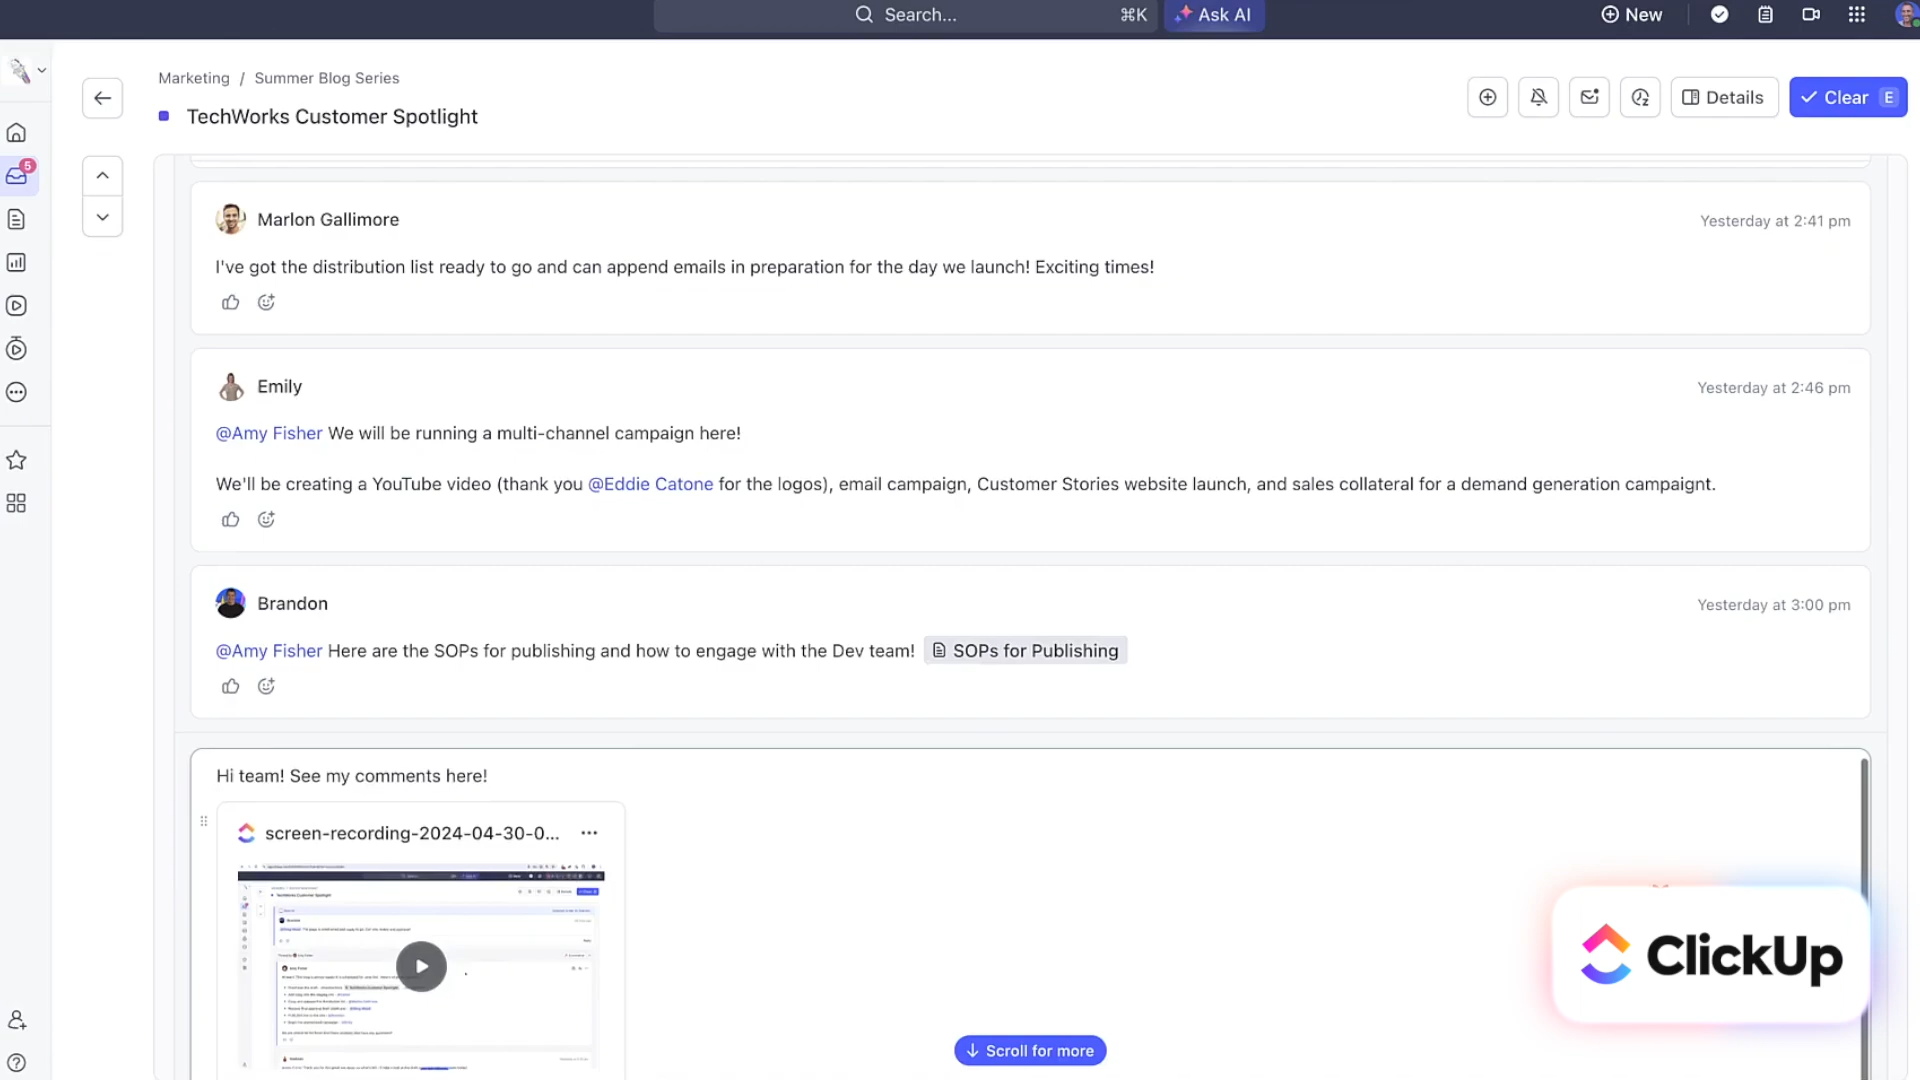 Search...
⌘K
Ask AI
New
Marketing / Summer Blog Series
TechWorks Customer Spotlight
Details
Clear E
5
Marlon Gallimore
Yesterday at 2:41 pm
I've got the distribution list ready to go and can append emails in preparation for the day we launch! Exciting times!
Emily
Yesterday at 2:46 pm
@Amy Fisher We will be running a multi-channel campaign here!
We'll be creating a YouTube video (thank you @Eddie Catone for the logos), email campaign, Customer Stories website launch, and sales collateral for a demand generation campaignt.
Brandon
Yesterday at 3:00 pm
@Amy Fisher Here are the SOPs for publishing and how to engage with the Dev team! SOPs for Publishing
Hi team! See my comments here!
screen-recording-2024-04-30-0...
ClickUp
Scroll for more